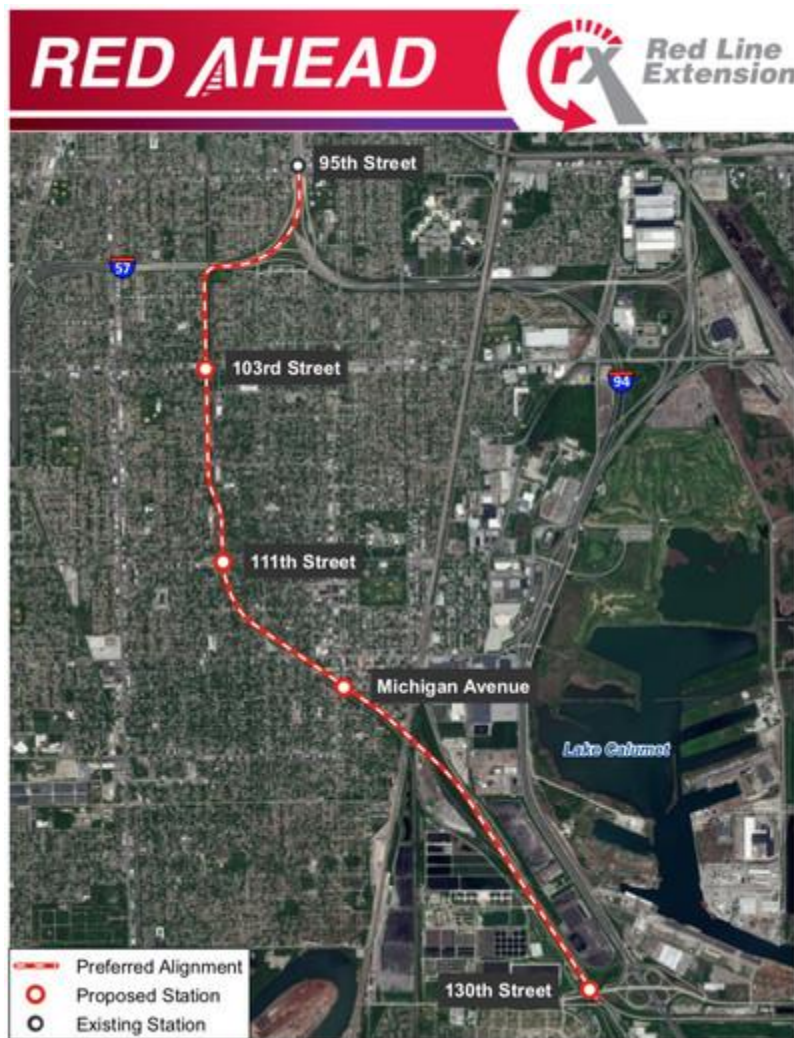 RED AHEAD
rx
Red Line
Extension
95th Street
57
103rd Street
94
111th Street
Michigan Avenue
Lake Calumet
130th Street
Preferred Alignment
Proposed Station
Existing Station